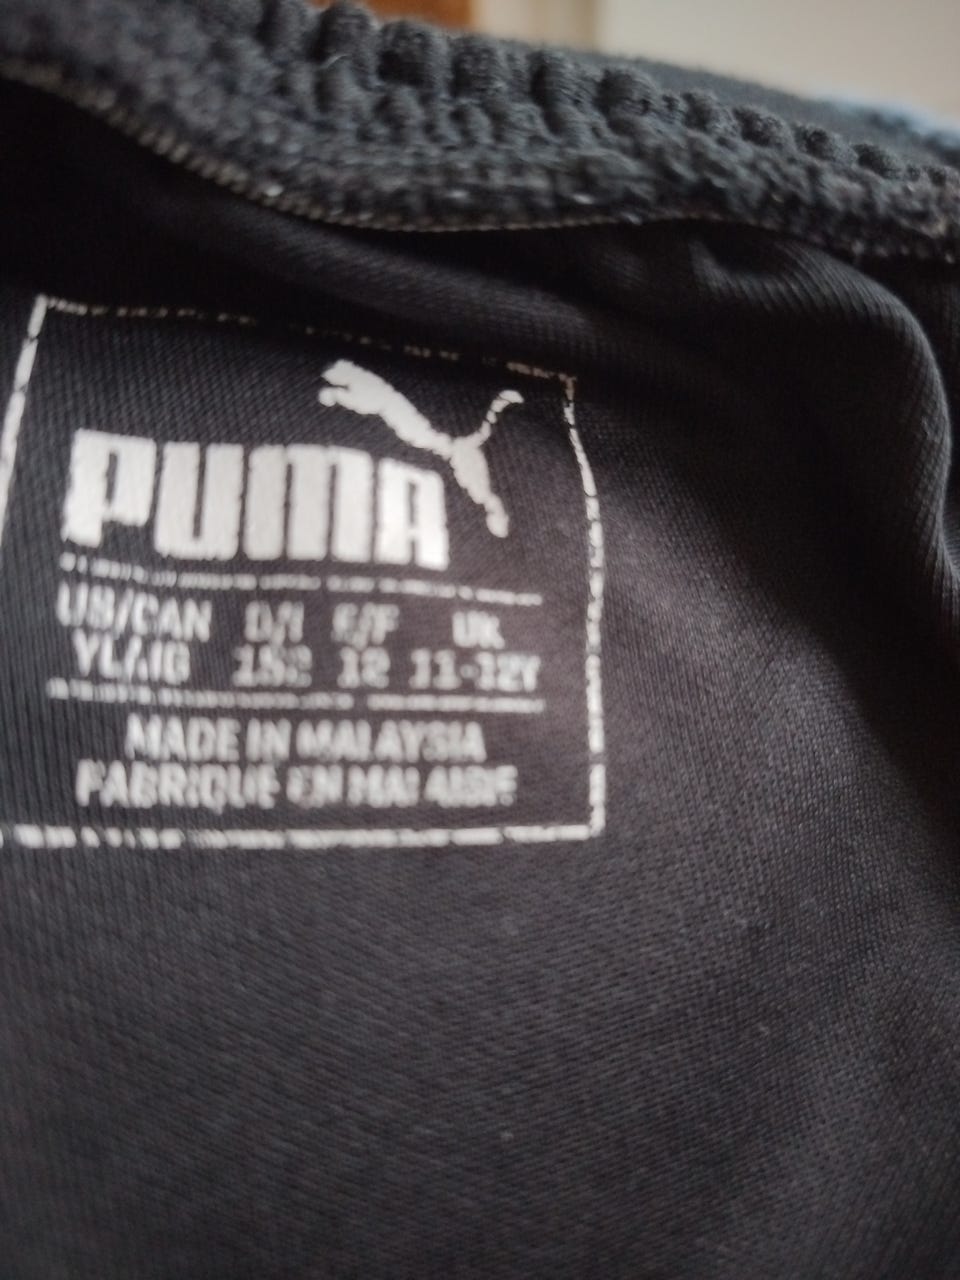 PUMA
US/CAN D/I E/F UK
YL/JG 152 12 11-12Y
MADE IN MALAYSIA
FABRIQUE EN MALAISIE